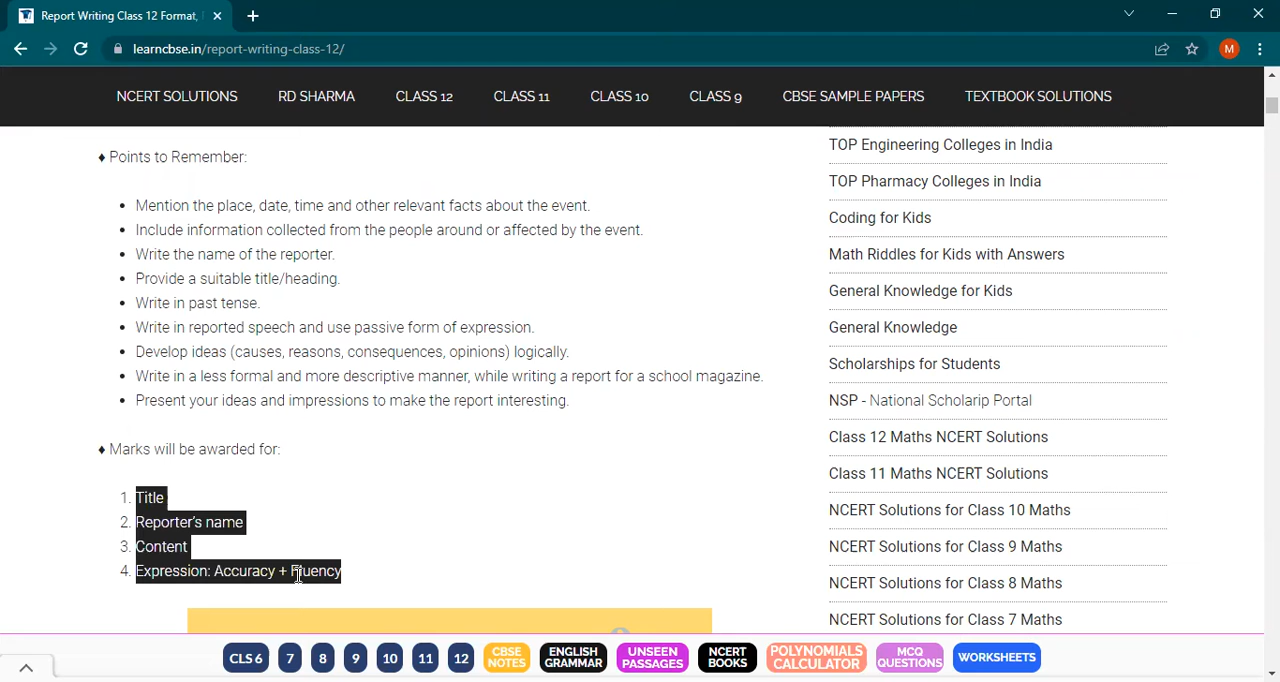 Report Writing Class 12 Format,
learncbse.in/report-writing-class-12/
M
NCERT SOLUTIONS RD SHARMA CLASS 12 CLASS 11 CLASS 10 CLASS 9 CBSE SAMPLE PAPERS TEXTBOOK SOLUTIONS
♦ Points to Remember:
• Mention the place, date, time and other relevant facts about the event.
• Include information collected from the people around or affected by the event.
• Write the name of the reporter.
• Provide a suitable title/heading.
• Write in past tense.
• Write in reported speech and use passive form of expression.
• Develop ideas (causes, reasons, consequences, opinions) logically.
• Write in a less formal and more descriptive manner, while writing a report for a school magazine.
• Present your ideas and impressions to make the report interesting.
♦ Marks will be awarded for:
1. Title
2. Reporter's name
3. Content
4. Expression: Accuracy + Fluency
TOP Engineering Colleges in India
TOP Pharmacy Colleges in India
Coding for Kids
Math Riddles for Kids with Answers
General Knowledge for Kids
General Knowledge
Scholarships for Students
NSP - National Scholarip Portal
Class 12 Maths NCERT Solutions
Class 11 Maths NCERT Solutions
NCERT Solutions for Class 10 Maths
NCERT Solutions for Class 9 Maths
NCERT Solutions for Class 8 Maths
NCERT Solutions for Class 7 Maths
CLS 6 7 8 9 10 11 12
CBSE
NOTES
ENGLISH
GRAMMAR
UNSEEN
PASSAGES
NCERT
BOOKS
POLYNOMIALS
CALCULATOR
MCQ
QUESTIONS
WORKSHEETS